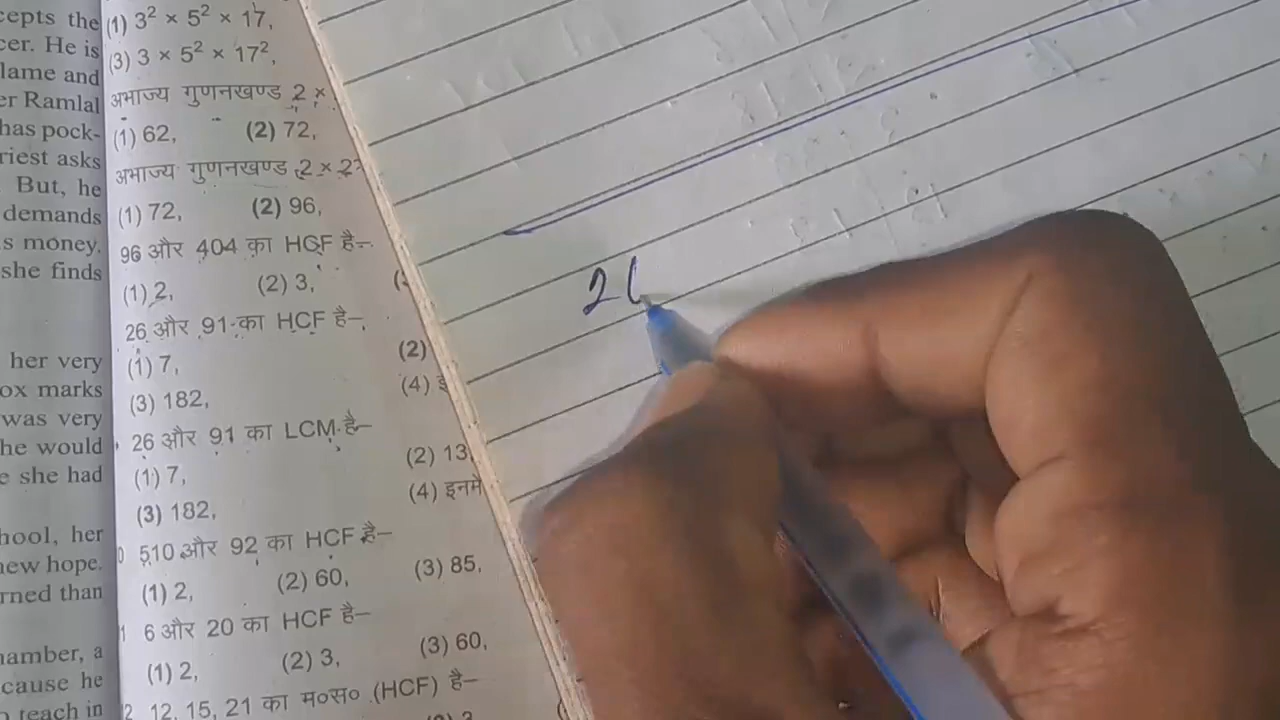 cepts the
cer. He is
lame and
er Ramlal
has pock-
riest asks
But, he
demands
s money.
she finds
her very
ox marks
was very
he would
e she had
hool, her
new hope.
rned than
hamber, a
cause he
teach in
(1) 3² × 5² × 17,
(3) 3 × 5² × 17²,
अभाज्य गुणनखण्ड 2 ×
(1) 62, (2) 72,
अभाज्य गुणनखण्ड 2 × 2
(1) 72, (2) 96,
96 और 404 का HCF है–
(1) 2, (2) 3,
26 और 91 का HCF है–
(1) 7, (2)
(3) 182, (4) इ
26 और 91 का LCM है–
(1) 7, (2) 13,
(3) 182, (4) इनमें
510 और 92 का HCF है–
(1) 2, (2) 60, (3) 85,
6 और 20 का HCF है–
(1) 2, (2) 3, (3) 60,
12, 15, 21 का म०स० (HCF) है–
2